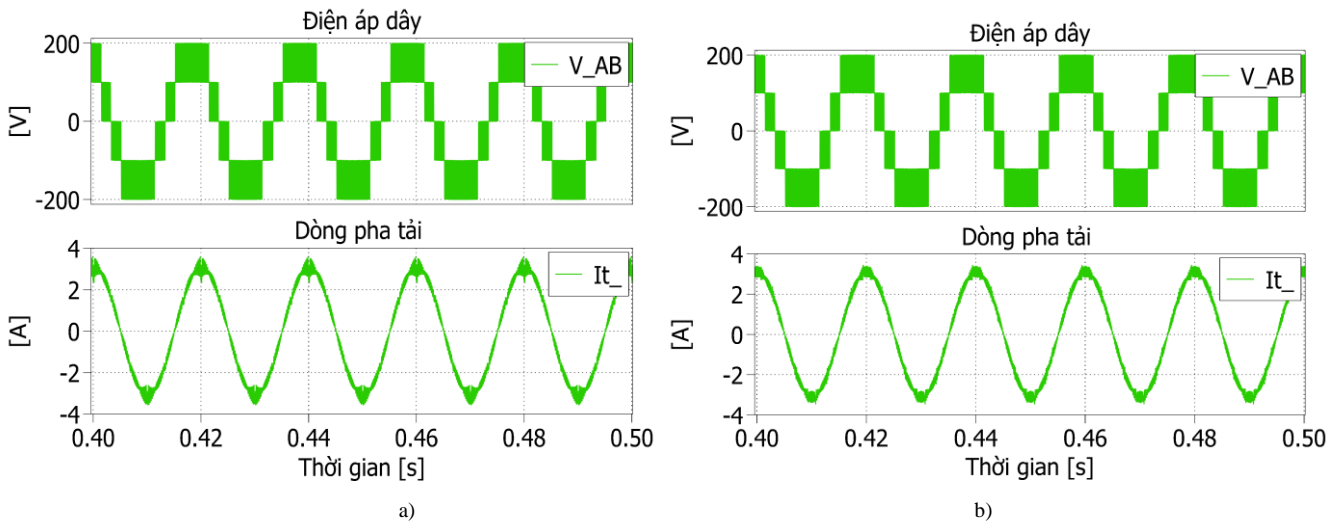 Điện áp dây
200
0
-200
[V]
V_AB
Dòng pha tải
4
2
0
-2
-4
[A]
It_
0.40 0.42 0.44 0.46 0.48 0.50
Thời gian [s]
a)
Điện áp dây
200
0
-200
[V]
V_AB
Dòng pha tải
4
2
0
-2
-4
[A]
It_
0.40 0.42 0.44 0.46 0.48 0.50
Thời gian [s]
b)